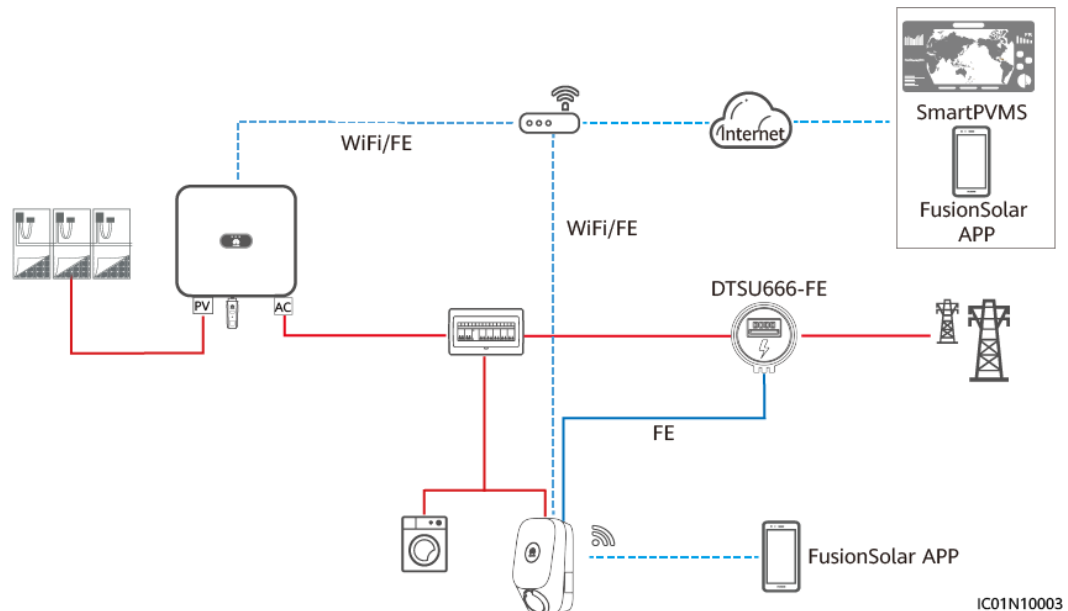 SmartPVMS
Internet
WiFi/FE
FusionSolar
APP
WiFi/FE
DTSU666-FE
PV
AC
FE
FusionSolar APP
IC01N10003